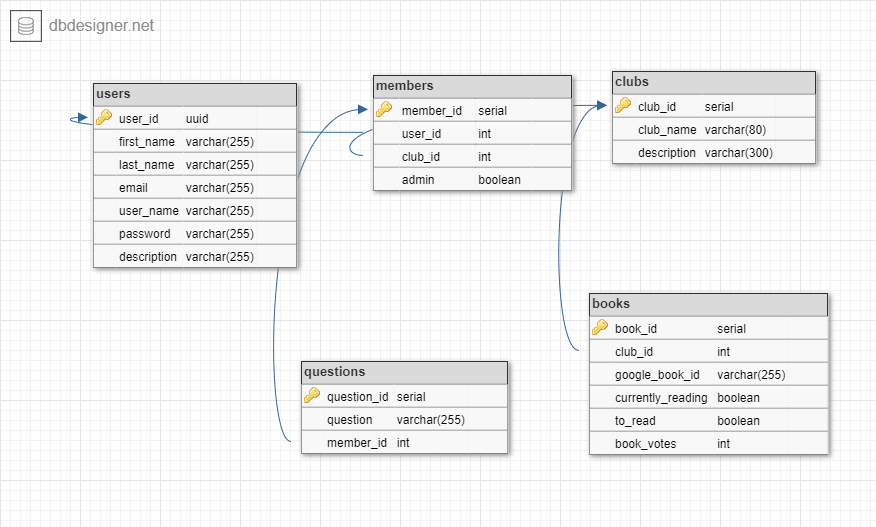 dbdesigner.net
users
user_id uuid
first_name varchar(255)
last_name varchar(255)
email varchar(255)
user_name varchar(255)
password varchar(255)
description varchar(255)
members
member_id serial
user_id int
club_id int
admin boolean
clubs
club_id serial
club_name varchar(80)
description varchar(300)
questions
question_id serial
question varchar(255)
member_id int
books
book_id serial
club_id int
google_book_id varchar(255)
currently_reading boolean
to_read boolean
book_votes int